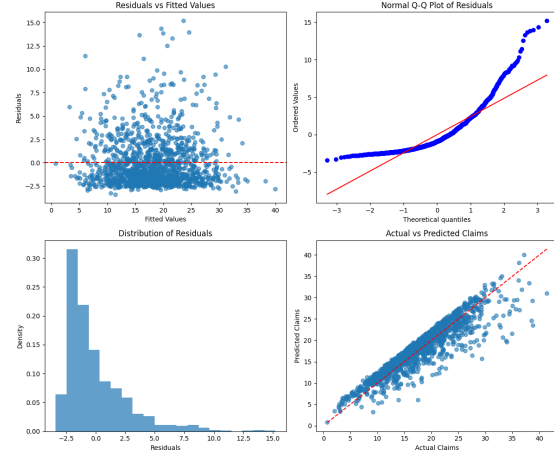 Residuals vs Fitted Values
15.0
12.5
10.0
7.5
5.0
2.5
0.0
−2.5
Residuals
0 5 10 15 20 25 30 35 40
Fitted Values
Normal Q-Q Plot of Residuals
15
10
5
0
−5
Ordered Values
−3 −2 −1 0 1 2 3
Theoretical quantiles
Distribution of Residuals
0.30
0.25
0.20
0.15
0.10
0.05
0.00
Density
−2.5 0.0 2.5 5.0 7.5 10.0 12.5 15.0
Residuals
Actual vs Predicted Claims
40
35
30
25
20
15
10
5
0
Predicted Claims
0 5 10 15 20 25 30 35 40
Actual Claims